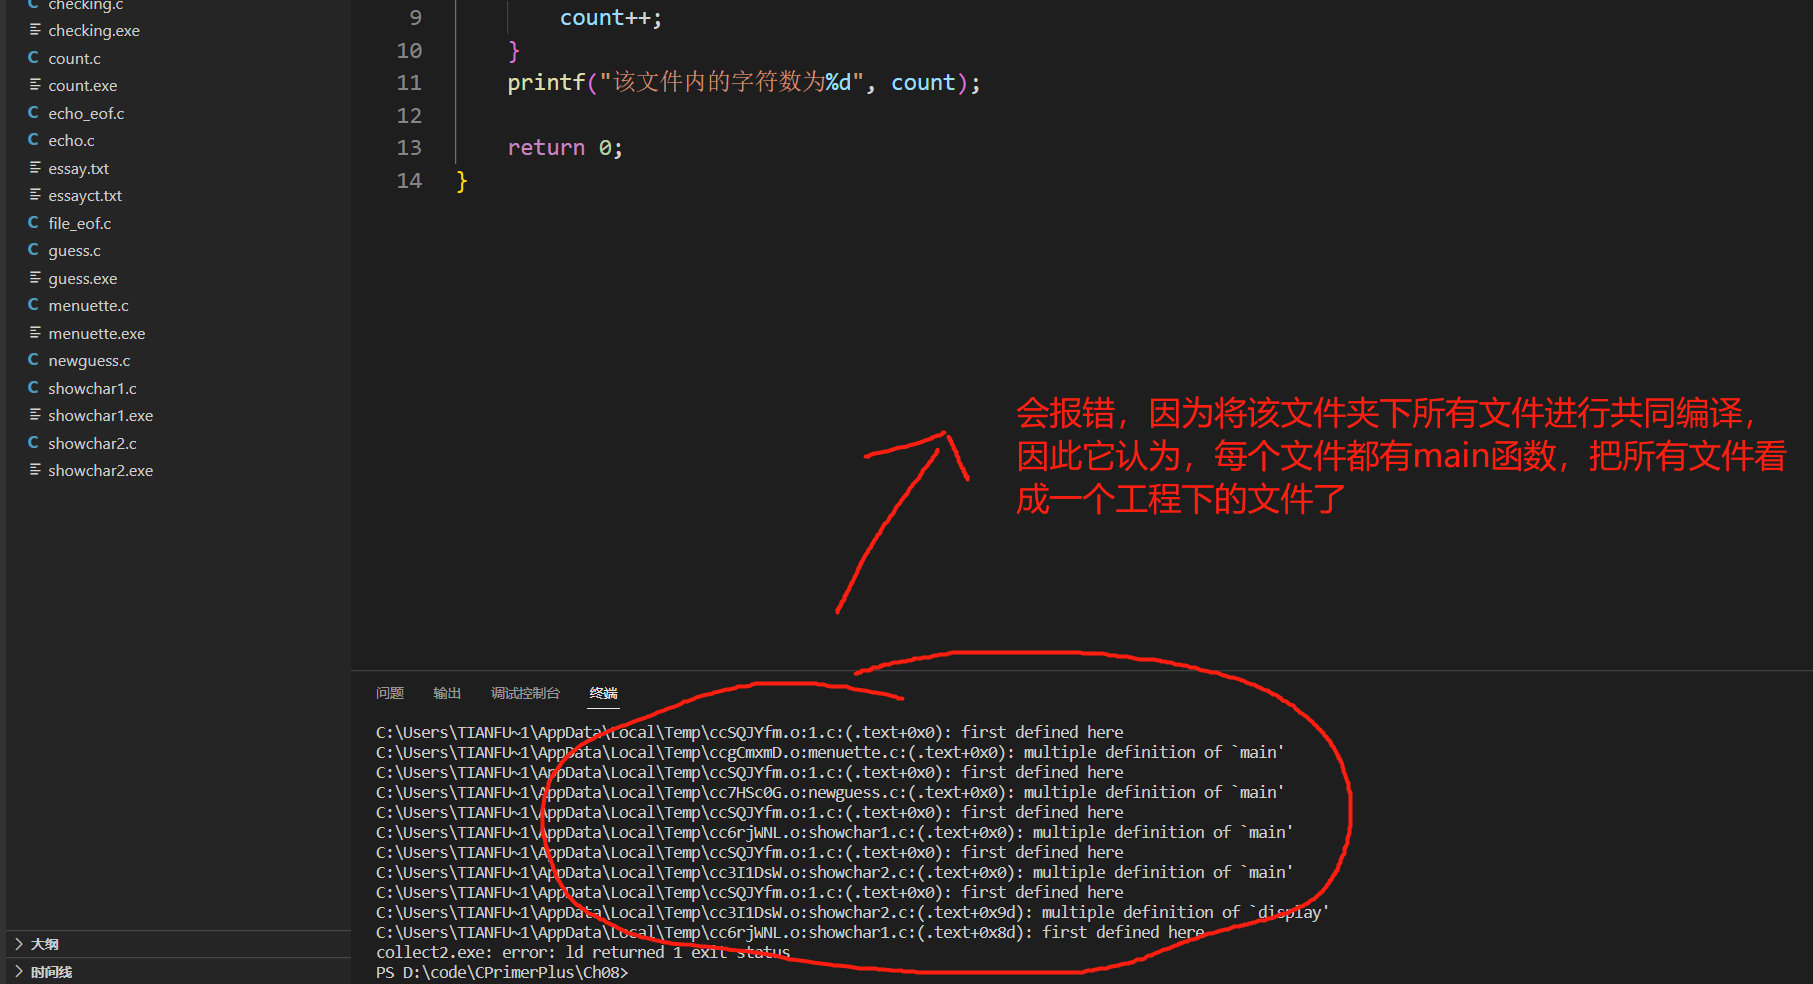 checking.c
checking.exe
count.c
count.exe
echo_eof.c
echo.c
essay.txt
essayct.txt
file_eof.c
guess.c
guess.exe
menuette.c
menuette.exe
newguess.c
showchar1.c
showchar1.exe
showchar2.c
showchar2.exe
大纲
时间线
9 count++;
10 }
11 printf("该文件内的字符数为%d", count);
12
13 return 0;
14 }
会报错，因为将该文件夹下所有文件进行共同编译，
因此它认为，每个文件都有main函数，把所有文件看
成一个工程下的文件了
问题 输出 调试控制台 终端
C:\Users\TIANFU~1\AppData\Local\Temp\ccSQJYfm.o:1.c:(.text+0x0): first defined here
C:\Users\TIANFU~1\AppData\Local\Temp\ccgCmxmD.o:menuette.c:(.text+0x0): multiple definition of `main'
C:\Users\TIANFU~1\AppData\Local\Temp\ccSQJYfm.o:1.c:(.text+0x0): first defined here
C:\Users\TIANFU~1\AppData\Local\Temp\cc7HSc0G.o:newguess.c:(.text+0x0): multiple definition of `main'
C:\Users\TIANFU~1\AppData\Local\Temp\ccSQJYfm.o:1.c:(.text+0x0): first defined here
C:\Users\TIANFU~1\AppData\Local\Temp\cc6rjWNL.o:showchar1.c:(.text+0x0): multiple definition of `main'
C:\Users\TIANFU~1\AppData\Local\Temp\ccSQJYfm.o:1.c:(.text+0x0): first defined here
C:\Users\TIANFU~1\AppData\Local\Temp\cc3I1DsW.o:showchar2.c:(.text+0x0): multiple definition of `main'
C:\Users\TIANFU~1\AppData\Local\Temp\ccSQJYfm.o:1.c:(.text+0x0): first defined here
C:\Users\TIANFU~1\AppData\Local\Temp\cc3I1DsW.o:showchar2.c:(.text+0x9d): multiple definition of `display'
C:\Users\TIANFU~1\AppData\Local\Temp\cc6rjWNL.o:showchar1.c:(.text+0x8d): first defined here
collect2.exe: error: ld returned 1 exit status
PS D:\code\CPrimerPlus\Ch08>